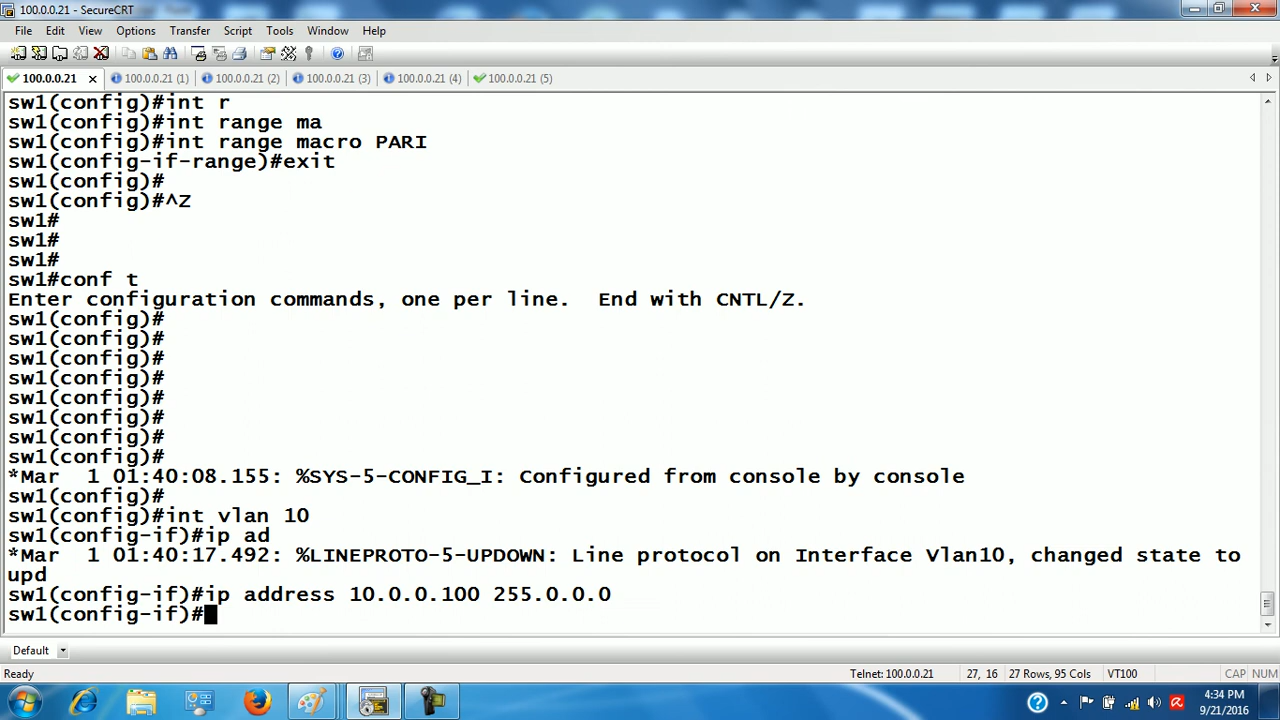 100.0.0.21 - SecureCRT
File Edit View Options Transfer Script Tools Window Help
100.0.0.21 100.0.0.21 (1) 100.0.0.21 (2) 100.0.0.21 (3) 100.0.0.21 (4) 100.0.0.21 (5)
sw1(config)#int r
sw1(config)#int range ma
sw1(config)#int range macro PARI
sw1(config-if-range)#exit
sw1(config)#
sw1(config)#^Z
sw1#
sw1#
sw1#
sw1#conf t
Enter configuration commands, one per line.  End with CNTL/Z.
sw1(config)#
sw1(config)#
sw1(config)#
sw1(config)#
sw1(config)#
sw1(config)#
sw1(config)#
sw1(config)#
*Mar  1 01:40:08.155: %SYS-5-CONFIG_I: Configured from console by console
sw1(config)#
sw1(config)#int vlan 10
sw1(config-if)#ip ad
*Mar  1 01:40:17.492: %LINEPROTO-5-UPDOWN: Line protocol on Interface Vlan10, changed state to
upd
sw1(config-if)#ip address 10.0.0.100 255.0.0.0
sw1(config-if)#
Default
Ready Telnet: 100.0.0.21 27, 16 27 Rows, 95 Cols VT100 CAP NUM
4:34 PM
9/21/2016